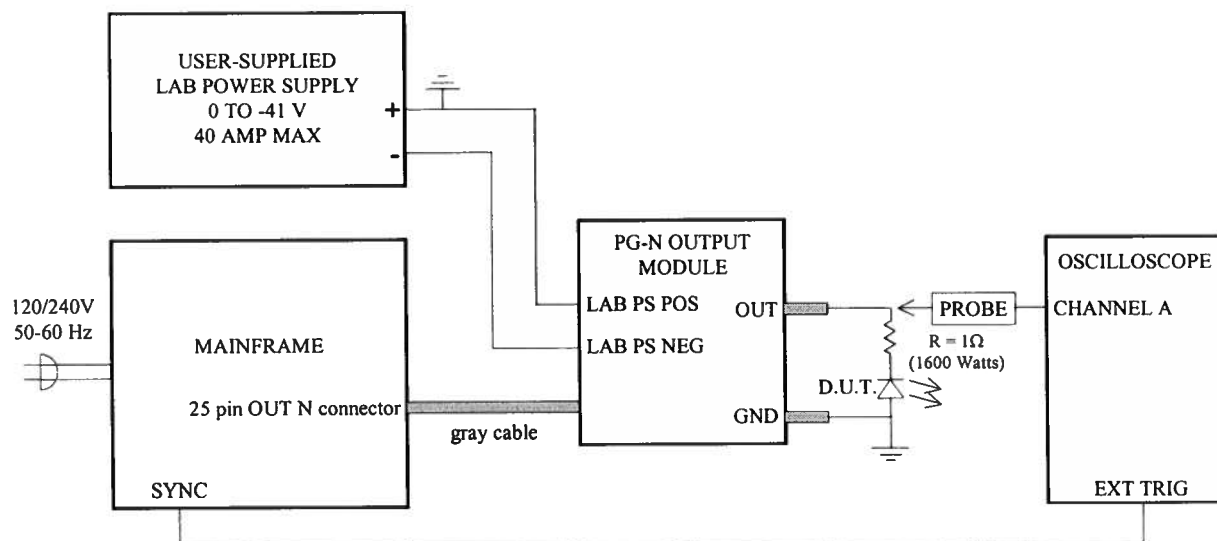 USER-SUPPLIED
LAB POWER SUPPLY
0 TO -41 V
40 AMP MAX
+
-
120/240V
50-60 Hz
MAINFRAME
25 pin OUT N connector
SYNC
gray cable
PG-N OUTPUT
MODULE
LAB PS POS
LAB PS NEG
OUT
GND
PROBE
R = 1Ω
(1600 Watts)
D.U.T.
OSCILLOSCOPE
CHANNEL A
EXT TRIG